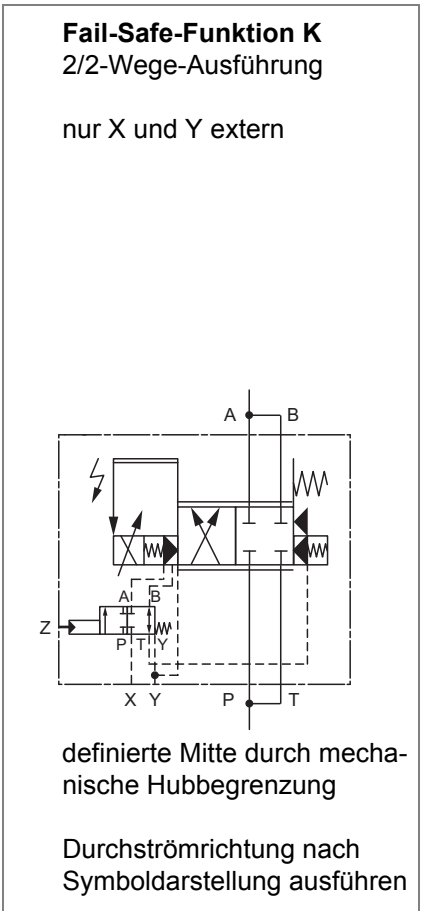 Fail-Safe-Funktion K
2/2-Wege-Ausführung
nur X und Y extern
A B
A B
Z
P T Y
X Y P T
definierte Mitte durch mecha-
nische Hubbegrenzung
Durchströmrichtung nach
Symboldarstellung ausführen